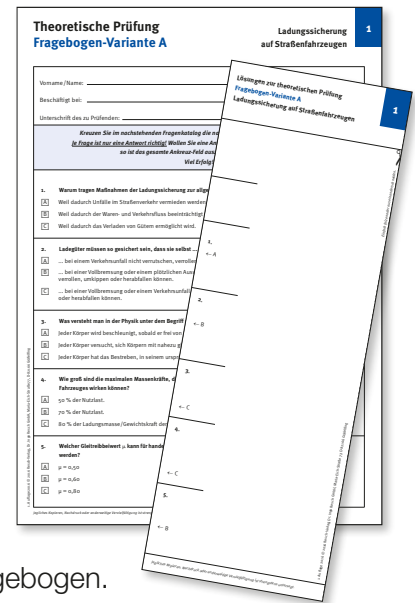 Theoretische Prüfung
Fragebogen-Variante A
Ladungssicherung
auf Straßenfahrzeugen
1
Vorname/Name:
Beschäftigt bei:
Unterschrift des zu Prüfenden:
Kreuzen Sie im nachstehenden Fragenkatalog die
Je Frage ist nur eine Antwort richtig! Wollen Sie eine
so ist das gesamte Ankreuz-Feld
Viel Erfolg!
1. Warum tragen Maßnahmen der Ladungssicherung zur
A Weil dadurch Unfälle im Straßenverkehr vermieden werden
B Weil dadurch der Waren- und Verkehrsfluss beeinträchtigt
C Weil dadurch das Verladen von Gütern ermöglicht wird.
2. Ladegüter müssen so gesichert sein, dass sie selbst ...
A ... bei einem Verkehrsunfall nicht verrutschen,
B ... bei einer Vollbremsung oder einem plötzlichen
verrollen, umkippen oder herabfallen können.
C ... bei einer Vollbremsung oder einem Verkehrsunfall
oder herabfallen können.
3. Was versteht man in der Physik unter dem Begriff
A Jeder Körper wird beschleunigt, sobald er frei von
B Jeder Körper versucht, sich Körpern mit nahezu
C Jeder Körper hat das Bestreben, in seinem
4. Wie groß sind die maximalen Massenkräfte,
Fahrzeuges wirken können?
A 50 % der Nutzlast.
B 70 % der Nutzlast.
C 80 % der Ladungsmasse/Gewichtskraft
5. Welcher Gleitreibbeiwert µ kann für
werden?
A µ = 0,50
B µ = 0,60
C µ = 0,80
Lösungen zur theoretischen Prüfung
Fragebogen-Variante A
Ladungssicherung auf Straßenfahrzeugen
1
1.
← A
2.
← B
3.
← C
4.
← C
5.
← B
gebogen.